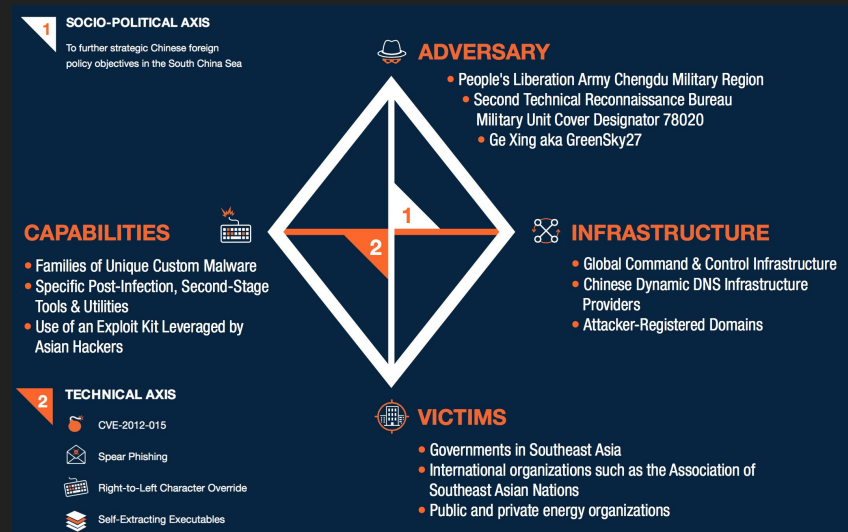 1
SOCIO-POLITICAL AXIS
To further strategic Chinese foreign
policy objectives in the South China Sea
ADVERSARY
• People's Liberation Army Chengdu Military Region
• Second Technical Reconnaissance Bureau
Military Unit Cover Designator 78020
• Ge Xing aka GreenSky27
1
2
CAPABILITIES
• Families of Unique Custom Malware
• Specific Post-Infection, Second-Stage
Tools & Utilities
• Use of an Exploit Kit Leveraged by
Asian Hackers
INFRASTRUCTURE
• Global Command & Control Infrastructure
• Chinese Dynamic DNS Infrastructure
Providers
• Attacker-Registered Domains
2
TECHNICAL AXIS
CVE-2012-015
Spear Phishing
Right-to-Left Character Override
Self-Extracting Executables
VICTIMS
• Governments in Southeast Asia
• International organizations such as the Association of
Southeast Asian Nations
• Public and private energy organizations